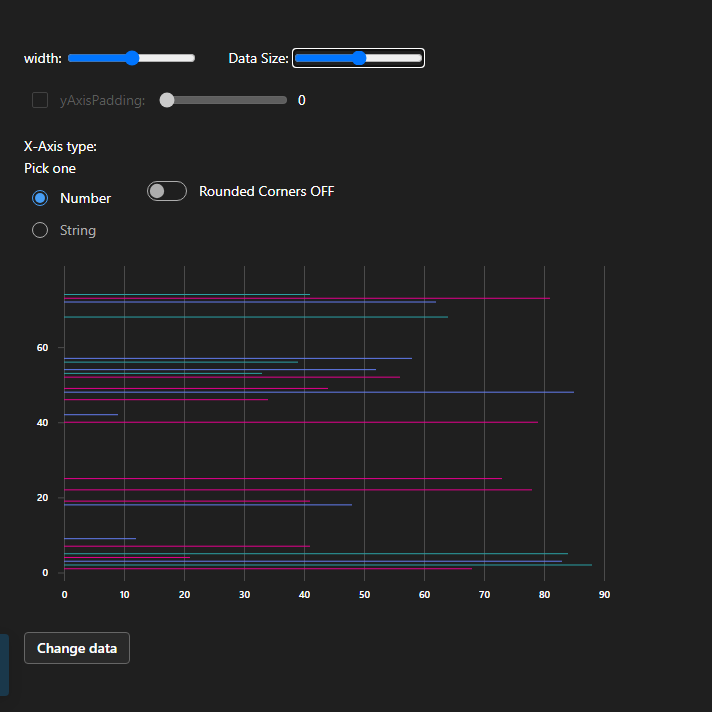 width: Data Size:
yAxisPadding: 0
X-Axis type:
Pick one
Number
Rounded Corners OFF
String
60
40
20
0
0 10 20 30 40 50 60 70 80 90
Change data